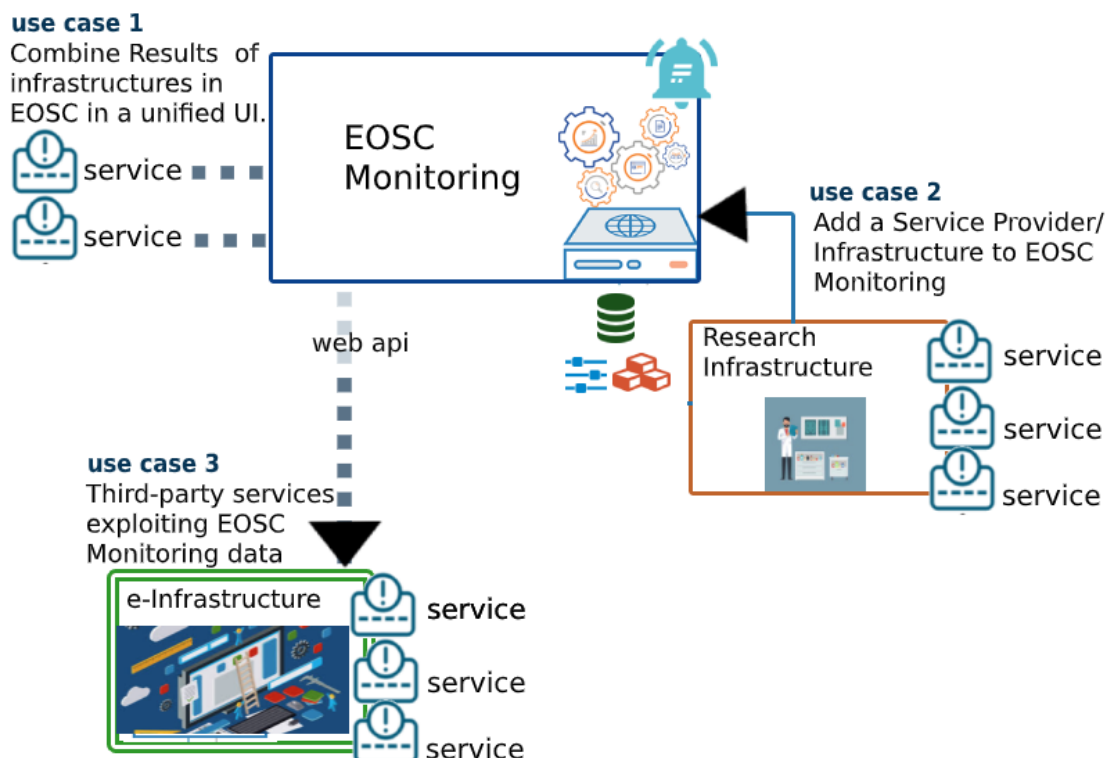 use case 1
Combine Results of
infrastructures in
EOSC in a unified UI.
service
service
EOSC
Monitoring
use case 2
Add a Service Provider/
Infrastructure to EOSC
Monitoring
Research
Infrastructure
service
service
service
web api
use case 3
Third-party services
exploiting EOSC
Monitoring data
e-Infrastructure
service
service
service